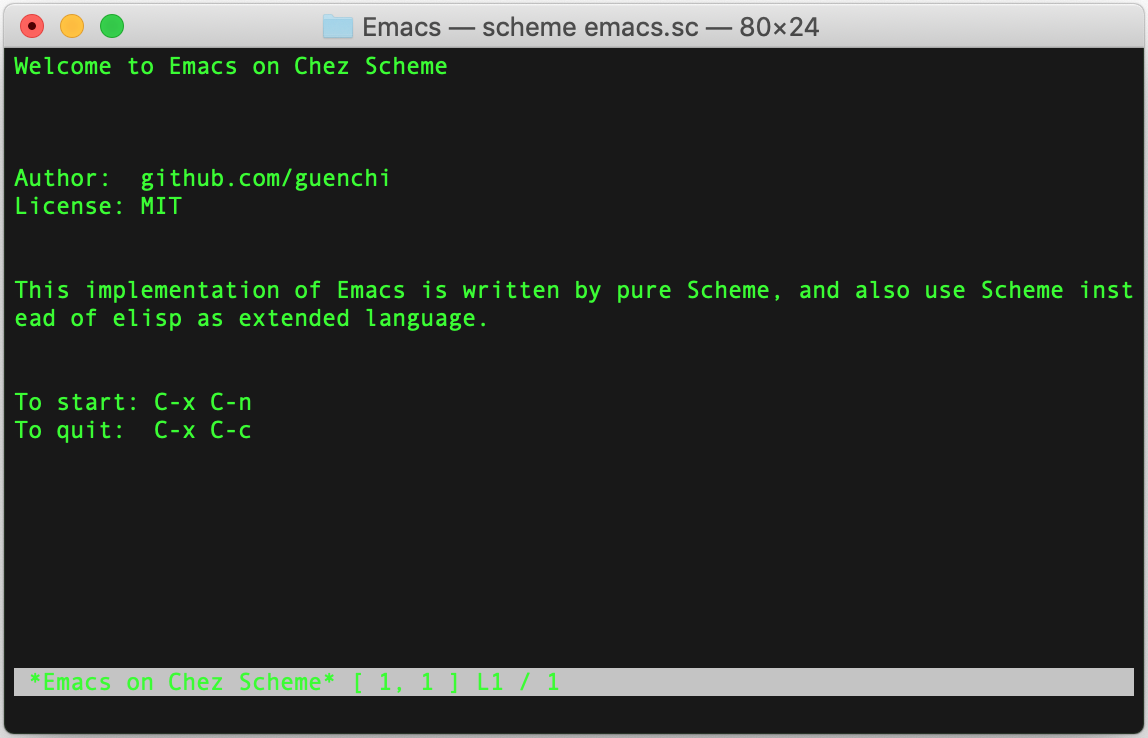 Emacs — scheme emacs.sc — 80×24
Welcome to Emacs on Chez Scheme
Author:  github.com/guenchi
License: MIT
This implementation of Emacs is written by pure Scheme, and also use Scheme inst
ead of elisp as extended language.
To start: C-x C-n
To quit:  C-x C-c
*Emacs on Chez Scheme* [ 1, 1 ] L1 / 1